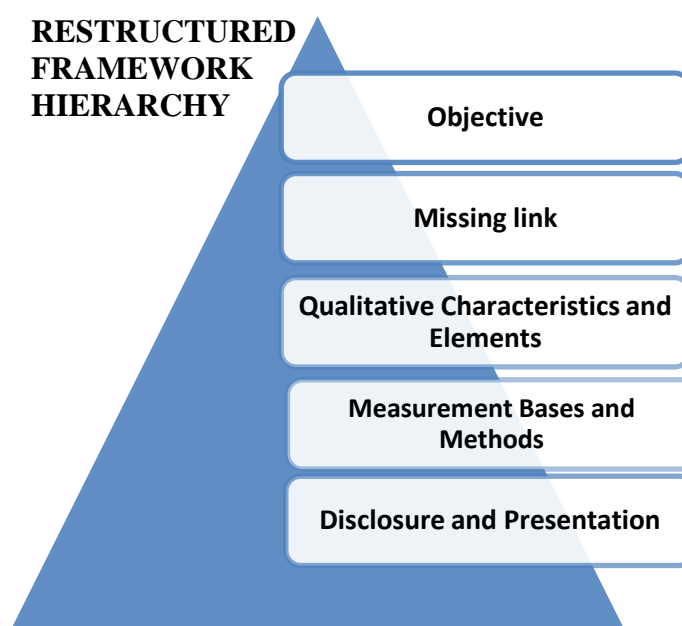 RESTRUCTURED
FRAMEWORK
HIERARCHY
Objective
Missing link
Qualitative Characteristics and
Elements
Measurement Bases and
Methods
Disclosure and Presentation